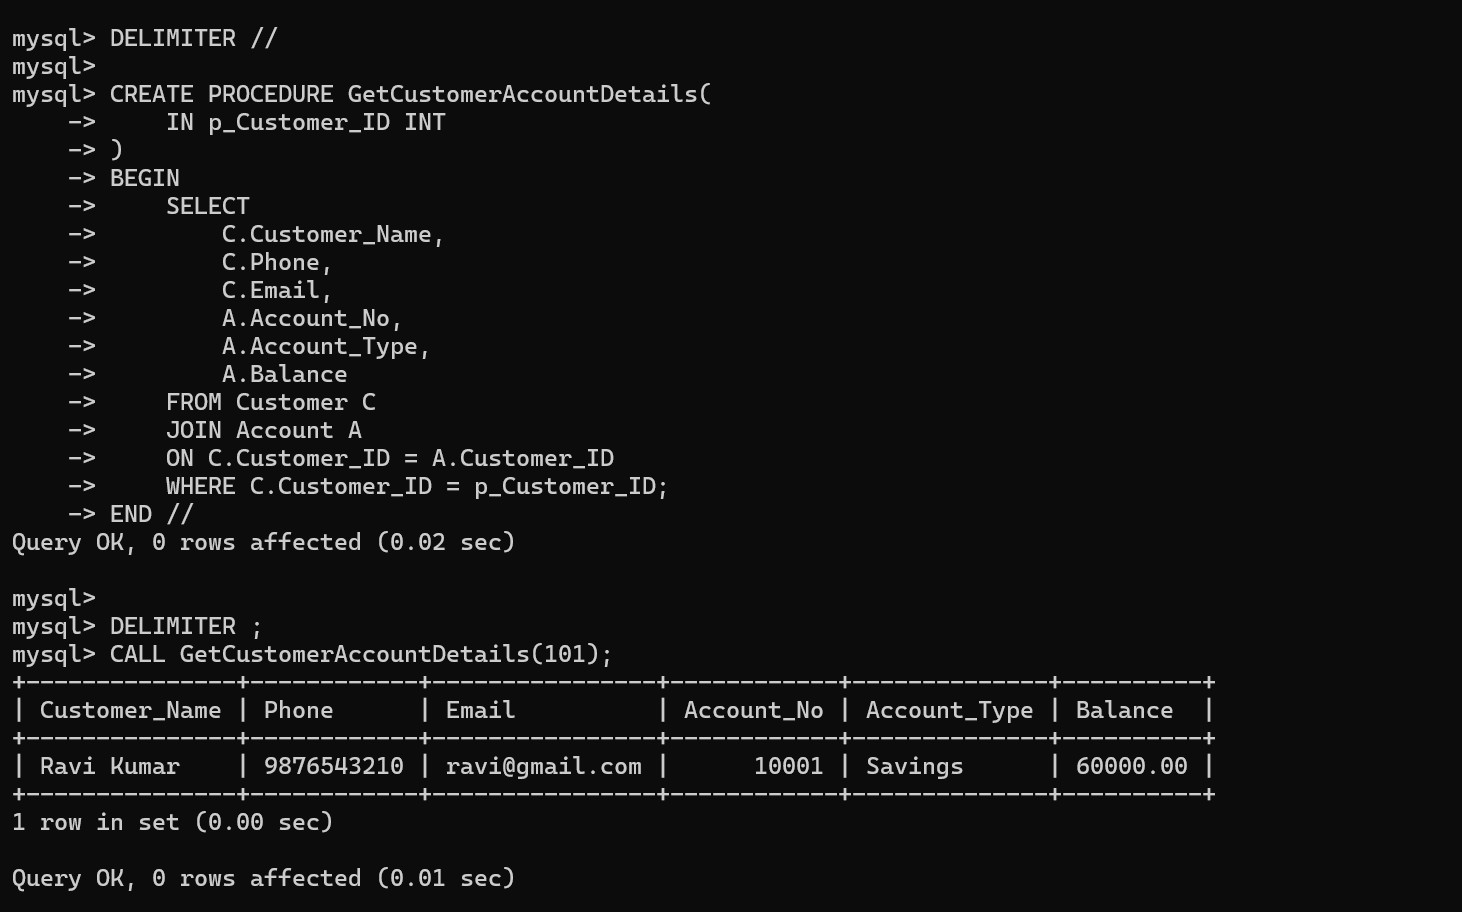 mysql> DELIMITER //
mysql>
mysql> CREATE PROCEDURE GetCustomerAccountDetails(
    ->     IN p_Customer_ID INT
    -> )
    -> BEGIN
    ->     SELECT
    ->         C.Customer_Name,
    ->         C.Phone,
    ->         C.Email,
    ->         A.Account_No,
    ->         A.Account_Type,
    ->         A.Balance
    ->     FROM Customer C
    ->     JOIN Account A
    ->     ON C.Customer_ID = A.Customer_ID
    ->     WHERE C.Customer_ID = p_Customer_ID;
    -> END //
Query OK, 0 rows affected (0.02 sec)

mysql>
mysql> DELIMITER ;
mysql> CALL GetCustomerAccountDetails(101);
+---------------+------------+----------------+------------+--------------+----------+
| Customer_Name | Phone      | Email          | Account_No | Account_Type | Balance  |
+---------------+------------+----------------+------------+--------------+----------+
| Ravi Kumar    | 9876543210 | ravi@gmail.com |      10001 | Savings      | 60000.00 |
+---------------+------------+----------------+------------+--------------+----------+
1 row in set (0.00 sec)

Query OK, 0 rows affected (0.01 sec)